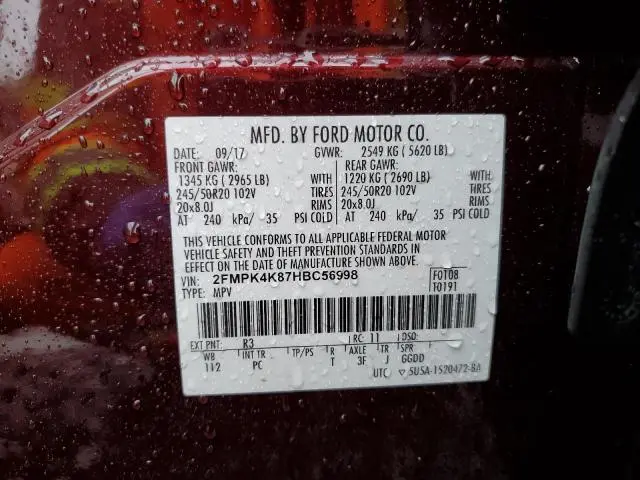 MFD. BY FORD MOTOR CO.
DATE: 09/17 GVWR: 2549 KG ( 5620 LB)
FRONT GAWR: REAR GAWR:
1345 KG ( 2965 LB) WITH 1220 KG ( 2690 LB) WITH
245/50R20 102V TIRES 245/50R20 102V TIRES
20x8.0J RIMS 20x8.0J RIMS
AT 240 kPa/ 35 PSI COLD AT 240 kPa/ 35 PSI COLD
THIS VEHICLE CONFORMS TO ALL APPLICABLE FEDERAL MOTOR
VEHICLE SAFETY AND THEFT PREVENTION STANDARDS IN
EFFECT ON THE DATE OF MANUFACTURE SHOWN ABOVE.
VIN: 2FMPK4K87HBC56998 F0T08
TYPE: MPV T0191
EXT PNT: R3 RC: 11 DSO:
WB INT TR TP/PS R AXLE TR SPR
112 PC T 3F J GGDD
UTC ▽ 5U5A-1520472-BA